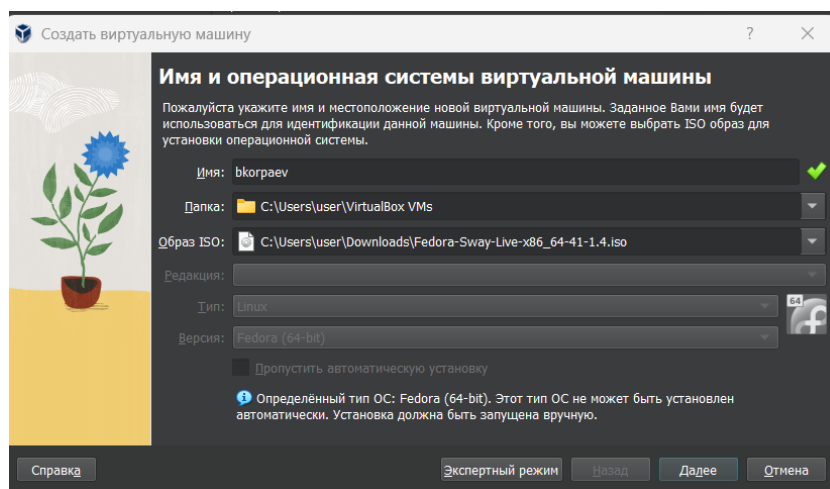 Создать виртуальную машину
?
Имя и операционная системы виртуальной машины
Пожалуйста укажите имя и местоположение новой виртуальной машины. Заданное Вами имя будет
использоваться для идентификации данной машины. Кроме того, вы можете выбрать ISO образ для
установки операционной системы.
Имя: bkorpaev
Папка: C:\Users\user\VirtualBox VMs
Образ ISO: C:\Users\user\Downloads\Fedora-Sway-Live-x86_64-41-1.4.iso
Редакция:
Тип: Linux
64
Версия: Fedora (64-bit)
Пропустить автоматическую установку
Определённый тип ОС: Fedora (64-bit). Этот тип ОС не может быть установлен
автоматически. Установка должна быть запущена вручную.
Справка Экспертный режим Назад Далее Отмена